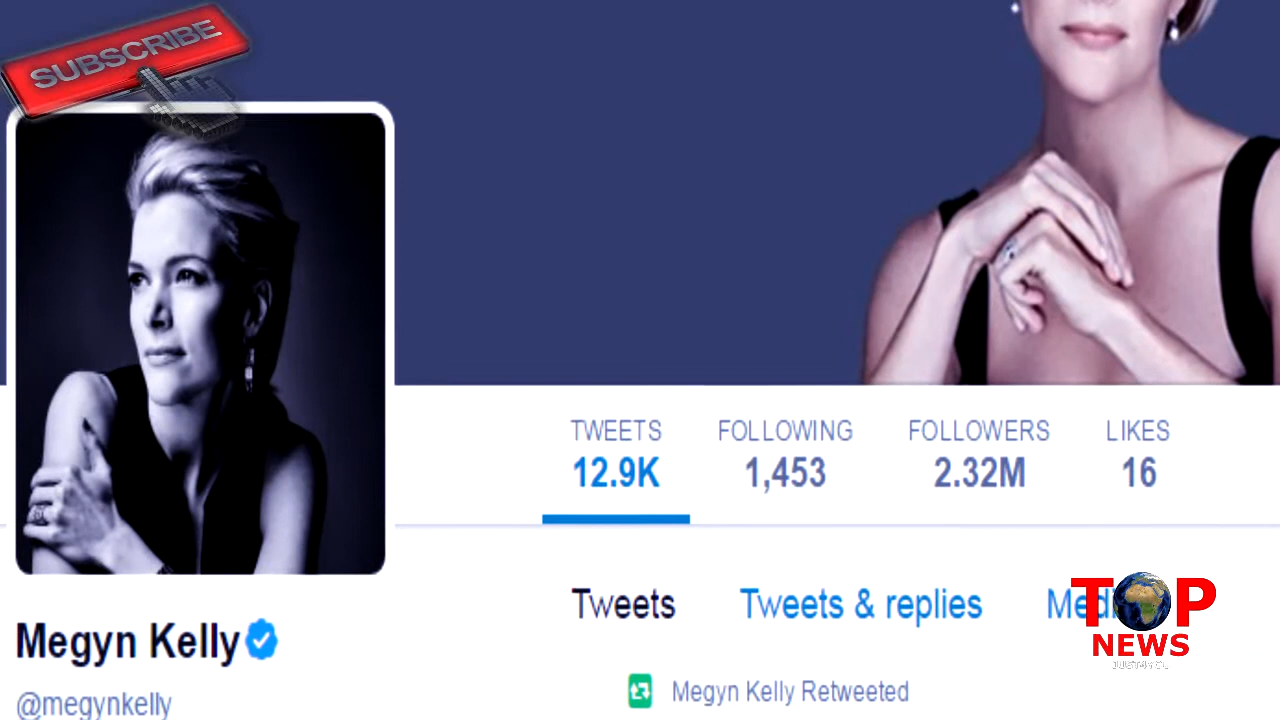 SUBSCRIBE
TWEETS FOLLOWING FOLLOWERS LIKES
12.9K 1,453 2.32M 16
Tweets Tweets & replies
TOP
NEWS
Megyn Kelly
@megynkelly
Megyn Kelly Retweeted